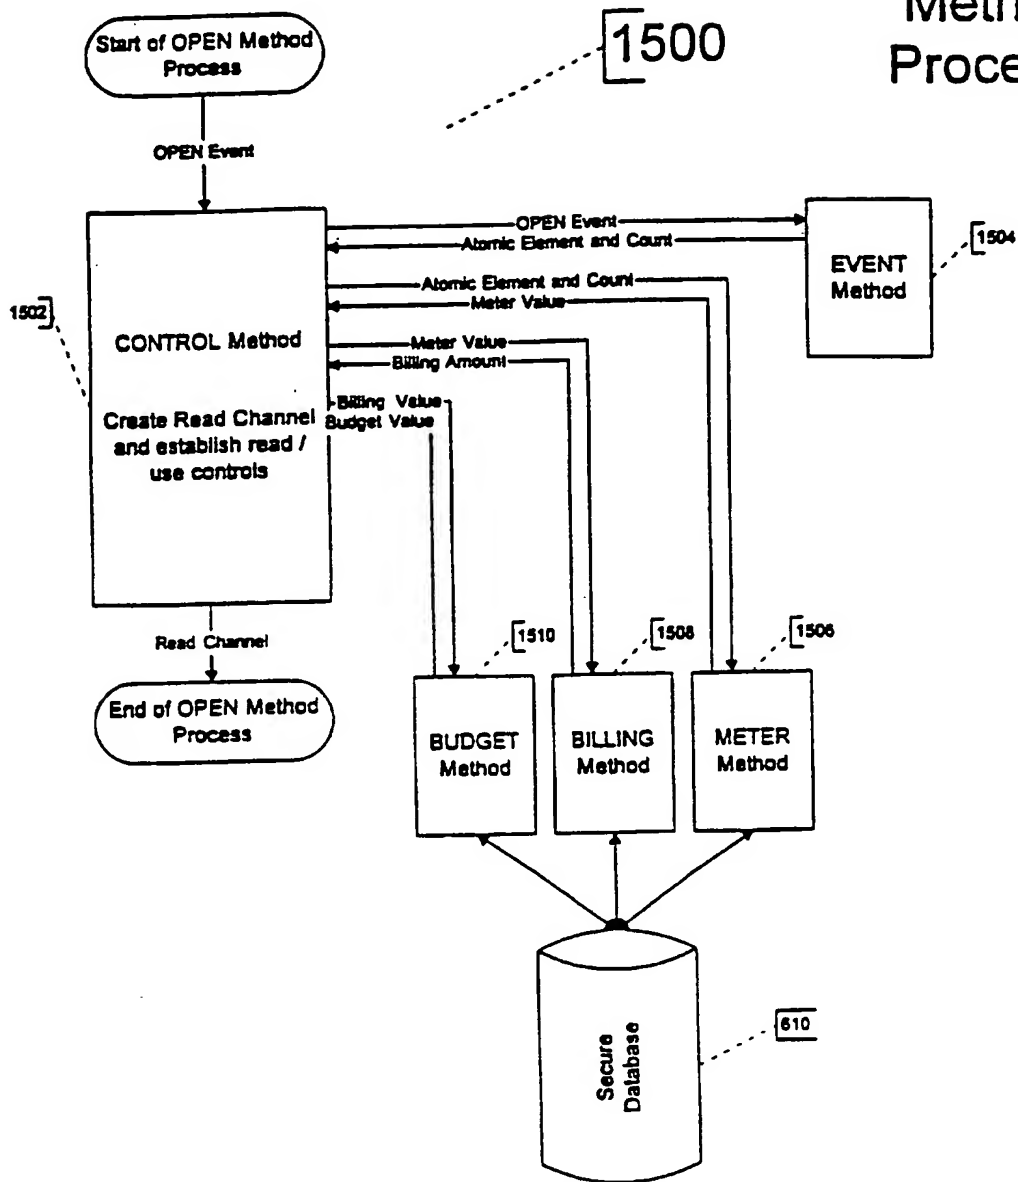 Start of OPEN Method
Process
1500
OPEN Event
OPEN Event
Atomic Element and Count
1504
EVENT
Method
Atomic Element and Count
Meter Value
1502
CONTROL Method
Meter Value
Billing Amount
Create Read Channel
and establish read /
use controls
Billing Value
Budget Value
Read Channel
1510
1508
1506
End of OPEN Method
Process
BUDGET
Method
BILLING
Method
METER
Method
Secure
Database
610